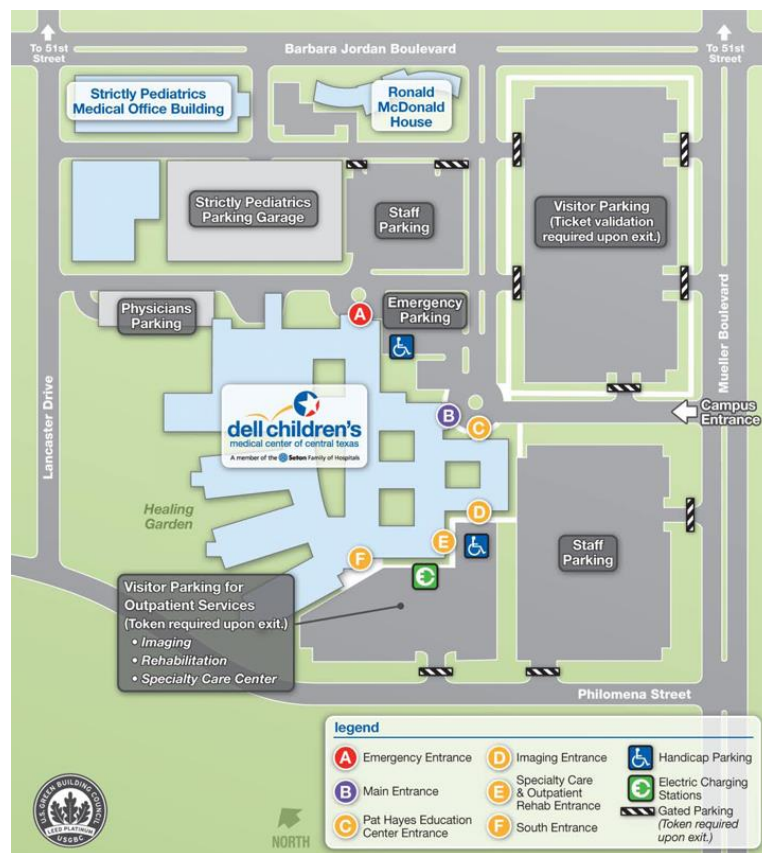 To 51st
Street
Barbara Jordan Boulevard
To 51st
Street
Strictly Pediatrics
Medical Office Building
Ronald
McDonald
House
Strictly Pediatrics
Parking Garage
Staff
Parking
Visitor Parking
(Ticket validation
required upon exit.)
Physicians
Parking
A
Emergency
Parking
Mueller Boulevard
Lancaster Drive
dell children's
medical center of central texas
A member of the Seton Family of Hospitals
B
C
Campus
Entrance
Healing
Garden
D
E
F
Staff
Parking
Visitor Parking for
Outpatient Services
(Token required upon exit.)
• Imaging
• Rehabilitation
• Specialty Care Center
Philomena Street
legend
A Emergency Entrance
B Main Entrance
C Pat Hayes Education
Center Entrance
D Imaging Entrance
E Specialty Care
& Outpatient
Rehab Entrance
F South Entrance
Handicap Parking
Electric Charging
Stations
Gated Parking
(Token required
upon exit.)
NORTH
U.S. GREEN BUILDING COUNCIL
LEED PLATINUM
USGBC